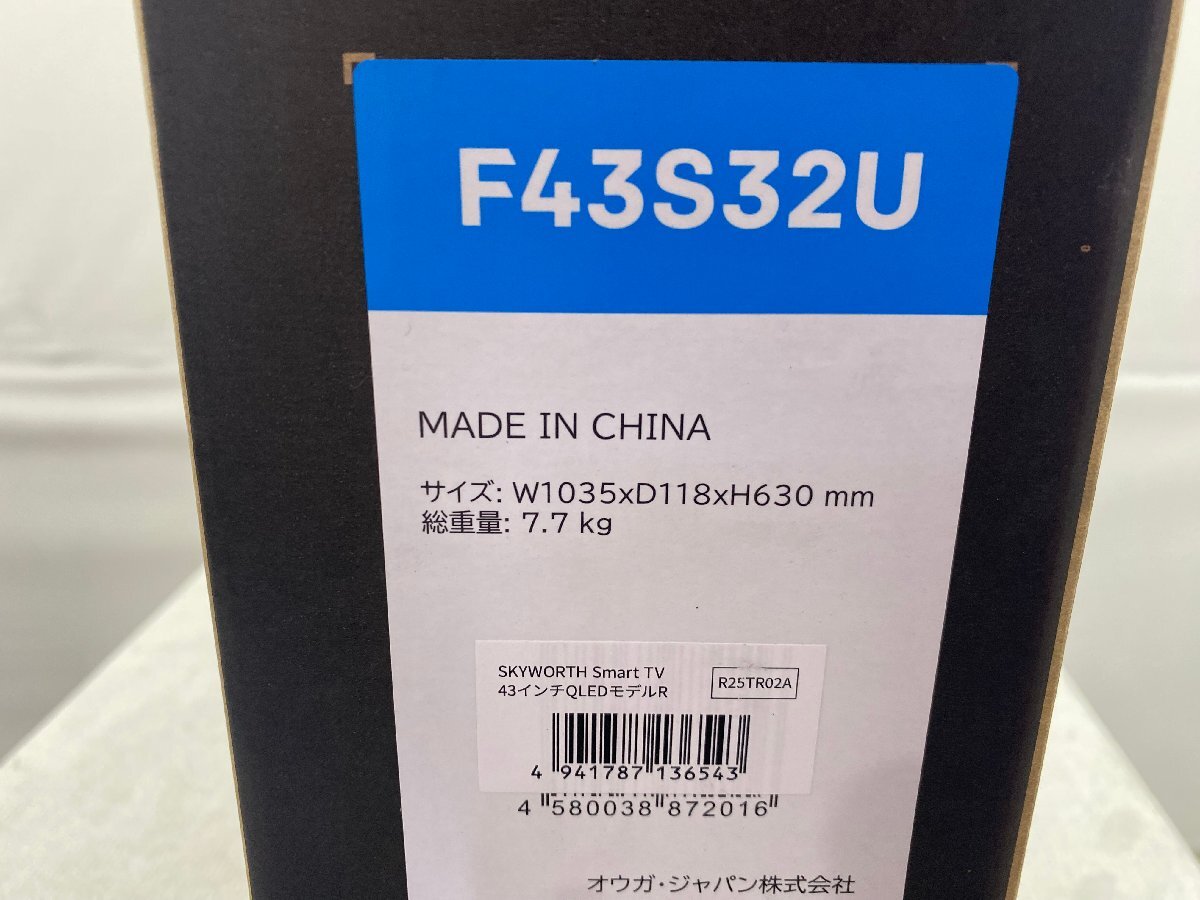 F43S32U
MADE IN CHINA
サイズ: W1035xD118xH630 mm
総重量: 7.7 kg
SKYWORTH Smart TV
43インチQLEDモデルR
R25TR02A
4 941787 136543
4 580038 872016
オウガ・ジャパン株式会社